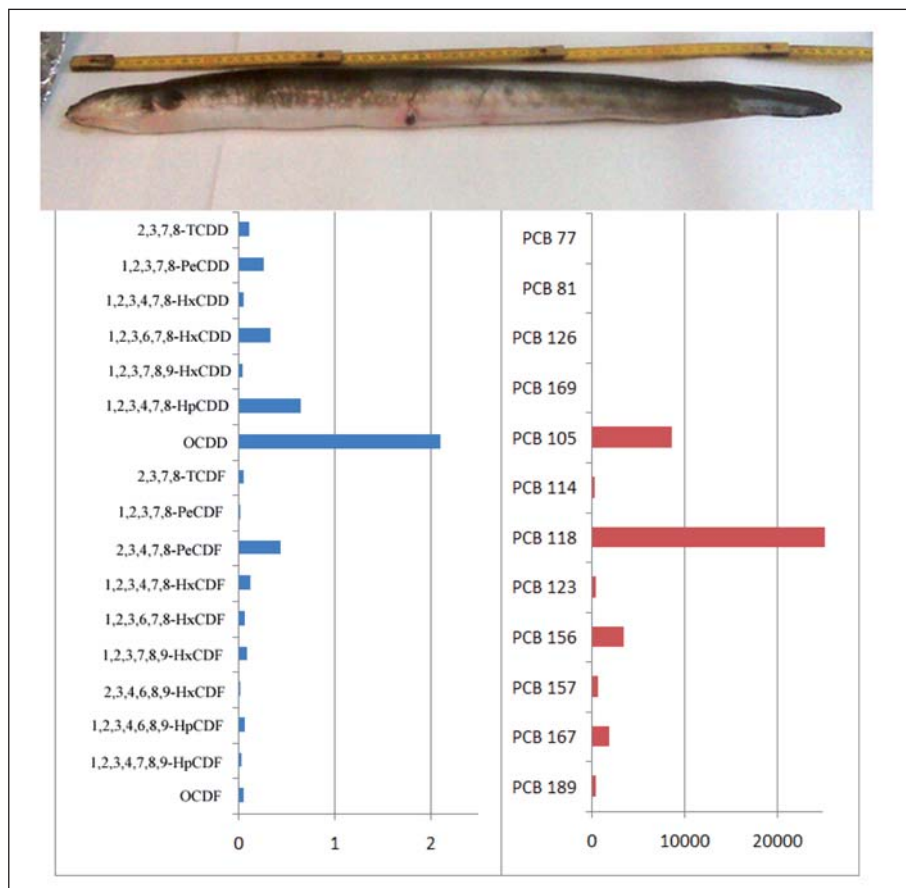 2,3,7,8-TCDD
1,2,3,7,8-PeCDD
1,2,3,4,7,8-HxCDD
1,2,3,6,7,8-HxCDD
1,2,3,7,8,9-HxCDD
1,2,3,4,7,8-HpCDD
OCDD
2,3,7,8-TCDF
1,2,3,7,8-PeCDF
2,3,4,7,8-PeCDF
1,2,3,4,7,8-HxCDF
1,2,3,6,7,8-HxCDF
1,2,3,7,8,9-HxCDF
2,3,4,6,8,9-HxCDF
1,2,3,4,6,8,9-HpCDF
1,2,3,4,7,8,9-HpCDF
OCDF
0 1 2
PCB 77
PCB 81
PCB 126
PCB 169
PCB 105
PCB 114
PCB 118
PCB 123
PCB 156
PCB 157
PCB 167
PCB 189
0 10000 20000